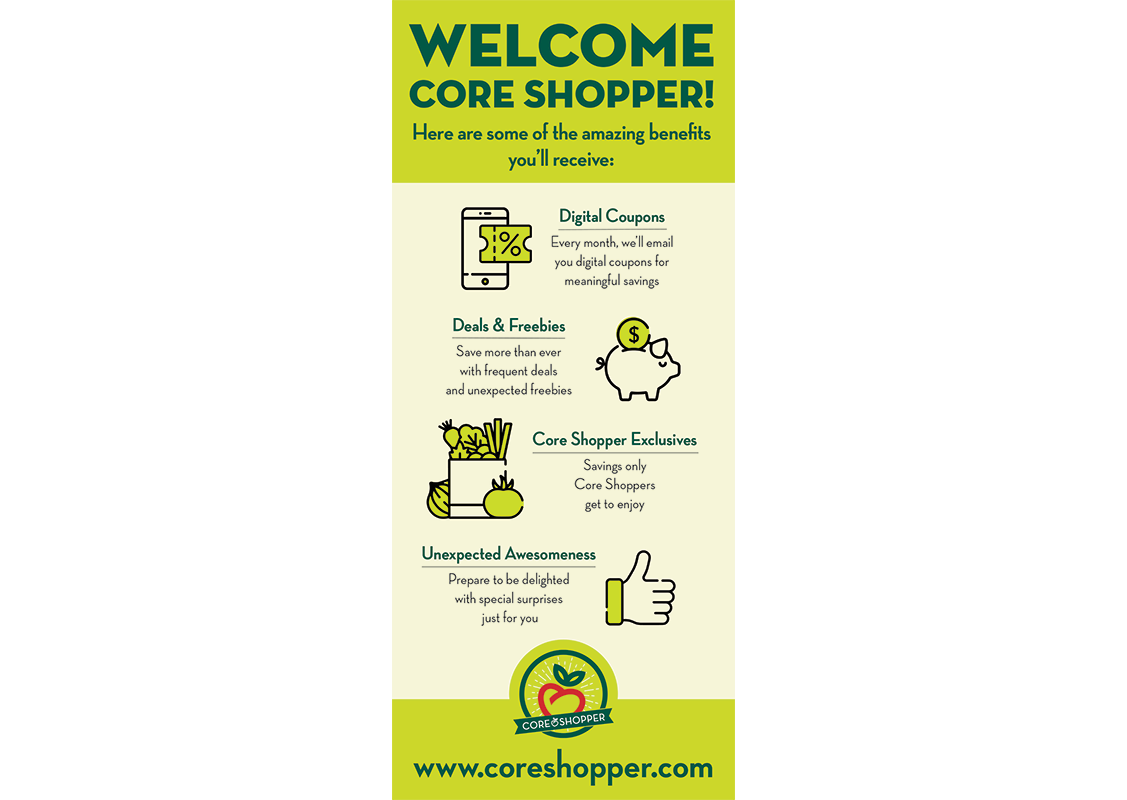 WELCOME
CORE SHOPPER!
Here are some of the amazing benefits
you'll receive:
%
Digital Coupons
Every month, we'll email
you digital coupons for
meaningful savings
Deals & Freebies
Save more than ever
with frequent deals
and unexpected freebies
$
Core Shopper Exclusives
Savings only
Core Shoppers
get to enjoy
Unexpected Awesomeness
Prepare to be delighted
with special surprises
just for you
CORE SHOPPER
www.coreshopper.com